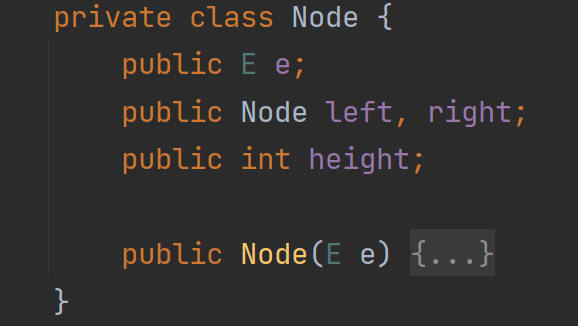 private class Node {
public E e;
public Node left, right;
public int height;
public Node(E e) {...}
}